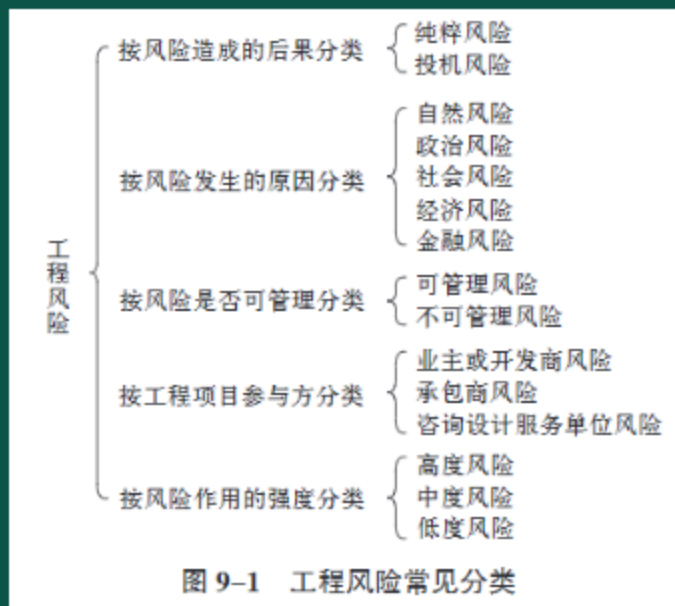 工程风险
按风险造成的后果分类
纯粹风险
投机风险
按风险发生的原因分类
自然风险
政治风险
社会风险
经济风险
金融风险
按风险是否可管理分类
可管理风险
不可管理风险
按工程项目参与方分类
业主或开发商风险
承包商风险
咨询设计服务单位风险
按风险作用的强度分类
高度风险
中度风险
低度风险
图 9–1 工程风险常见分类